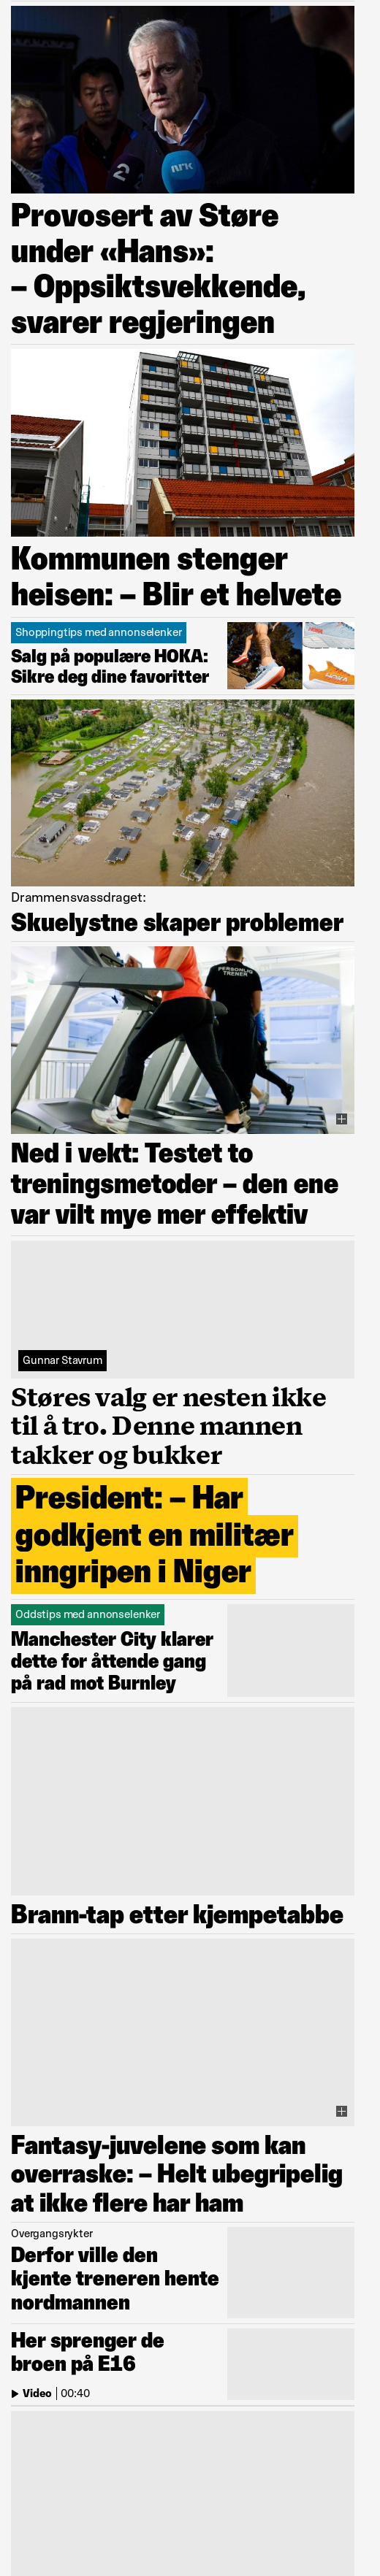 2
NRK
Provosert av Støre
under «Hans»:
– Oppsiktsvekkende,
svarer regjeringen
Kommunen stenger
heisen: – Blir et helvete
Shoppingtips med annonselenker
Salg på populære HOKA:
Sikre deg dine favoritter
Drammensvassdraget:
Skuelystne skaper problemer
PERSONLIG
TRENER
Ned i vekt: Testet to
treningsmetoder – den ene
var vilt mye mer effektiv
Gunnar Stavrum
Støres valg er nesten ikke
til å tro. Denne mannen
takker og bukker
President: – Har
godkjent en militær
inngripen i Niger
Oddstips med annonselenker
Manchester City klarer
dette for åttende gang
på rad mot Burnley
Brann-tap etter kjempetabbe
Fantasy-juvelene som kan
overraske: – Helt ubegripelig
at ikke flere har ham
Overgangsrykter
Derfor ville den
kjente treneren hente
nordmannen
Her sprenger de
broen på E16
Video 00:40